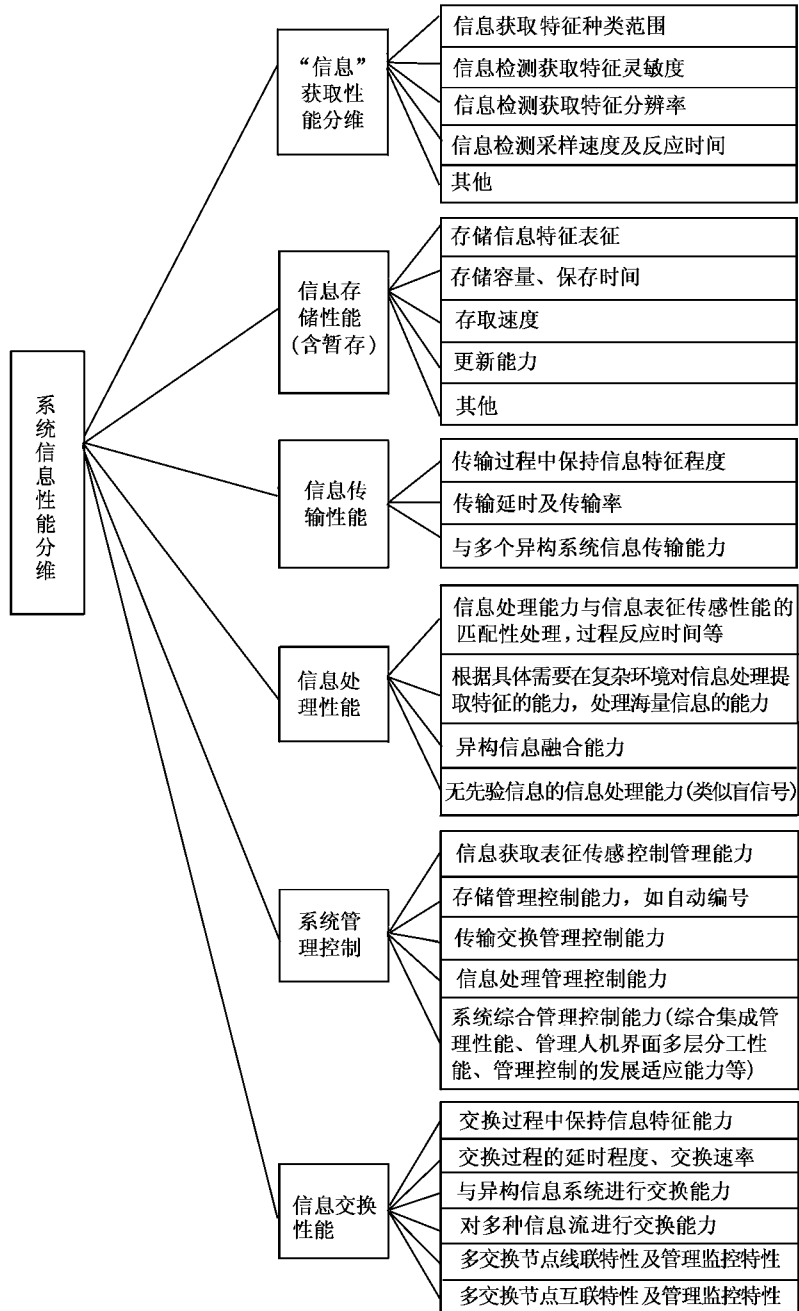 系统信息性能分维
“信息”
获取性
能分维
信息获取特征种类范围
信息检测获取特征灵敏度
信息检测获取特征分辨率
信息检测采样速度及反应时间
其他
信息存
储性能
(含暂存)
存储信息特征表征
存储容量、保存时间
存取速度
更新能力
其他
信息传
输性能
传输过程中保持信息特征程度
传输延时及传输率
与多个异构系统信息传输能力
信息处
理性能
信息处理能力与信息表征传感性能的
匹配性处理,过程反应时间等
根据具体需要在复杂环境对信息处理提
取特征的能力，处理海量信息的能力
异构信息融合能力
无先验信息的信息处理能力(类似盲信号)
系统管
理控制
信息获取表征传感控制管理能力
存储管理控制能力，如自动编号
传输交换管理控制能力
信息处理管理控制能力
系统综合管理控制能力(综合集成管
理性能、管理人机界面多层分工性
能、管理控制的发展适应能力等)
信息交换
性能
交换过程中保持信息特征能力
交换过程的延时程度、交换速率
与异构信息系统进行交换能力
对多种信息流进行交换能力
多交换节点线联特性及管理监控特性
多交换节点互联特性及管理监控特性